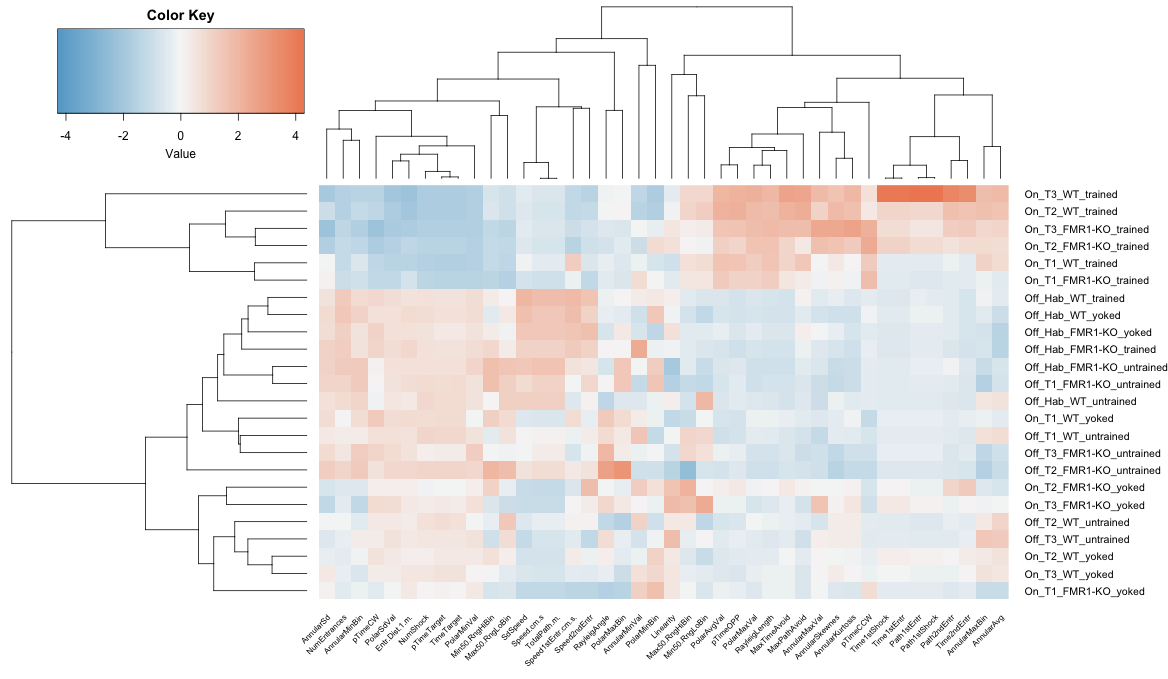 Color Key
-4 -2 0 2 4
Value
On_T3_WT_trained
On_T2_WT_trained
On_T3_FMR1-KO_trained
On_T2_FMR1-KO_trained
On_T1_WT_trained
On_T1_FMR1-KO_trained
Off_Hab_WT_trained
Off_Hab_WT_yoked
Off_Hab_FMR1-KO_yoked
Off_Hab_FMR1-KO_trained
Off_Hab_FMR1-KO_untrained
Off_T1_FMR1-KO_untrained
Off_Hab_WT_untrained
On_T1_WT_yoked
Off_T1_WT_untrained
Off_T3_FMR1-KO_untrained
Off_T2_FMR1-KO_untrained
On_T2_FMR1-KO_yoked
On_T3_FMR1-KO_yoked
Off_T2_WT_untrained
Off_T3_WT_untrained
On_T2_WT_yoked
On_T3_WT_yoked
On_T1_FMR1-KO_yoked
AnnularSd
NumEntrances
AnnularMinBin
pTimeCW
PolarSdVal
Entr.Dist.1.m.
NumShock
pTimeTarget
TimeTarget
PolarMinVal
Min50.RngHiBin
Max50.RngLoBin
SdSpeed
Speed.cm.s
TotalPath.m.
Speed1stEntr.cm.s.
Speed2ndEntr
RayleigAngle
PolarMaxBin
AnnularMinVal
PolarMinBin
Linearity
Max50.RngHiBin
Min50.RngLoBin
PolarAvgVal
pTimeOPP
PolarMaxVal
RayleigLength
MaxTimeAvoid
MaxPathAvoid
AnnularMaxVal
AnnularSkewnes
AnnularKurtosis
pTimeCCW
Time1stShock
Time1stEntr
Path1stEntr
Path1stShock
Path2ndEntr
Time2ndEntr
AnnularMaxBin
AnnularAvg